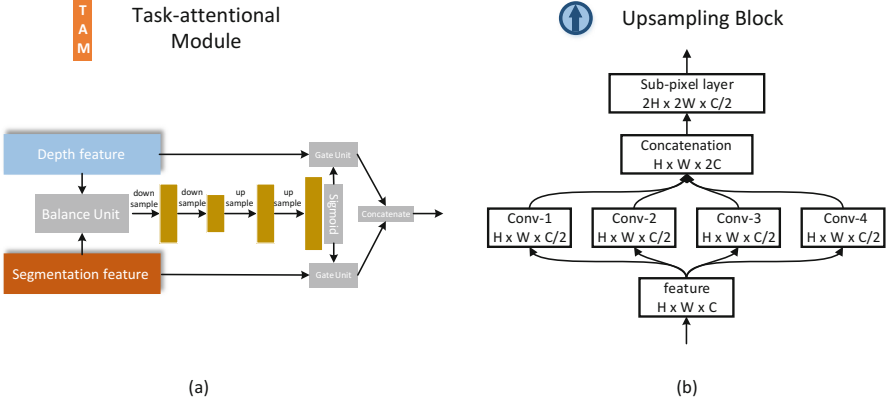 T
A
M
Task-attentional
Module
Depth feature
Balance Unit
Segmentation feature
down
sample
down
sample
up
sample
up
sample
Sigmoid
Gate Unit
Gate Unit
Concatenate
(a)
Upsampling Block
Sub-pixel layer
2H x 2W x C/2
Concatenation
H x W x 2C
Conv-1
H x W x C/2
Conv-2
H x W x C/2
Conv-3
H x W x C/2
Conv-4
H x W x C/2
feature
H x W x C
(b)